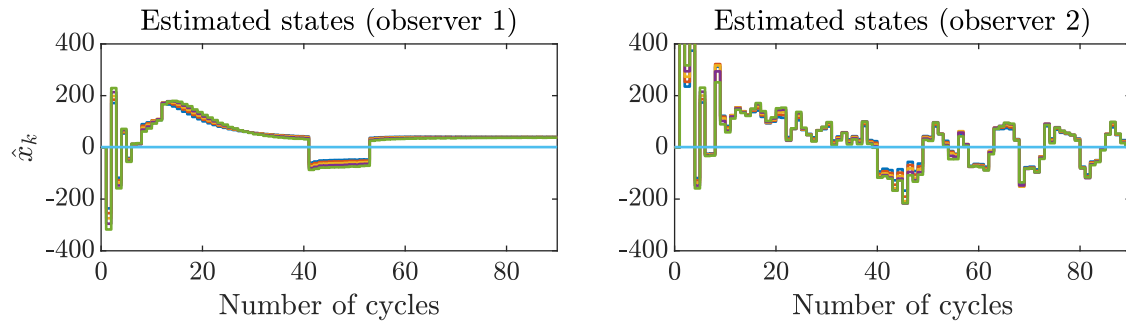 Estimated states (observer 1)
400
200
0
-200
-400
x̂ₖ
0 20 40 60 80
Number of cycles
Estimated states (observer 2)
400
200
0
-200
-400
0 20 40 60 80
Number of cycles